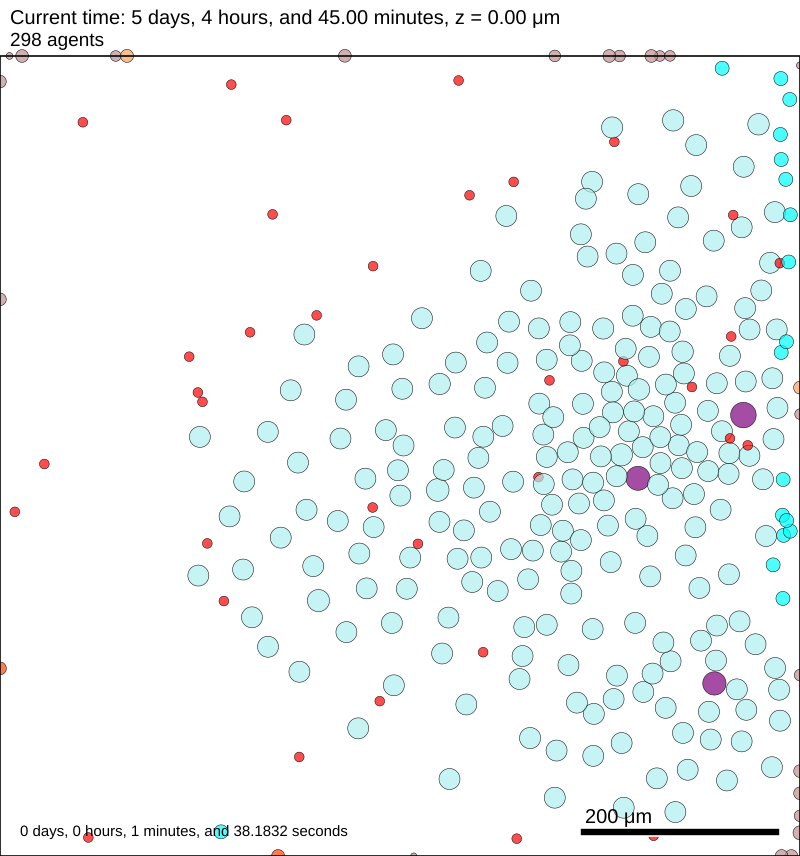 Current time: 5 days, 4 hours, and 45.00 minutes, z = 0.00 μm
298 agents
200 μm
0 days, 0 hours, 1 minutes, and 38.1832 seconds